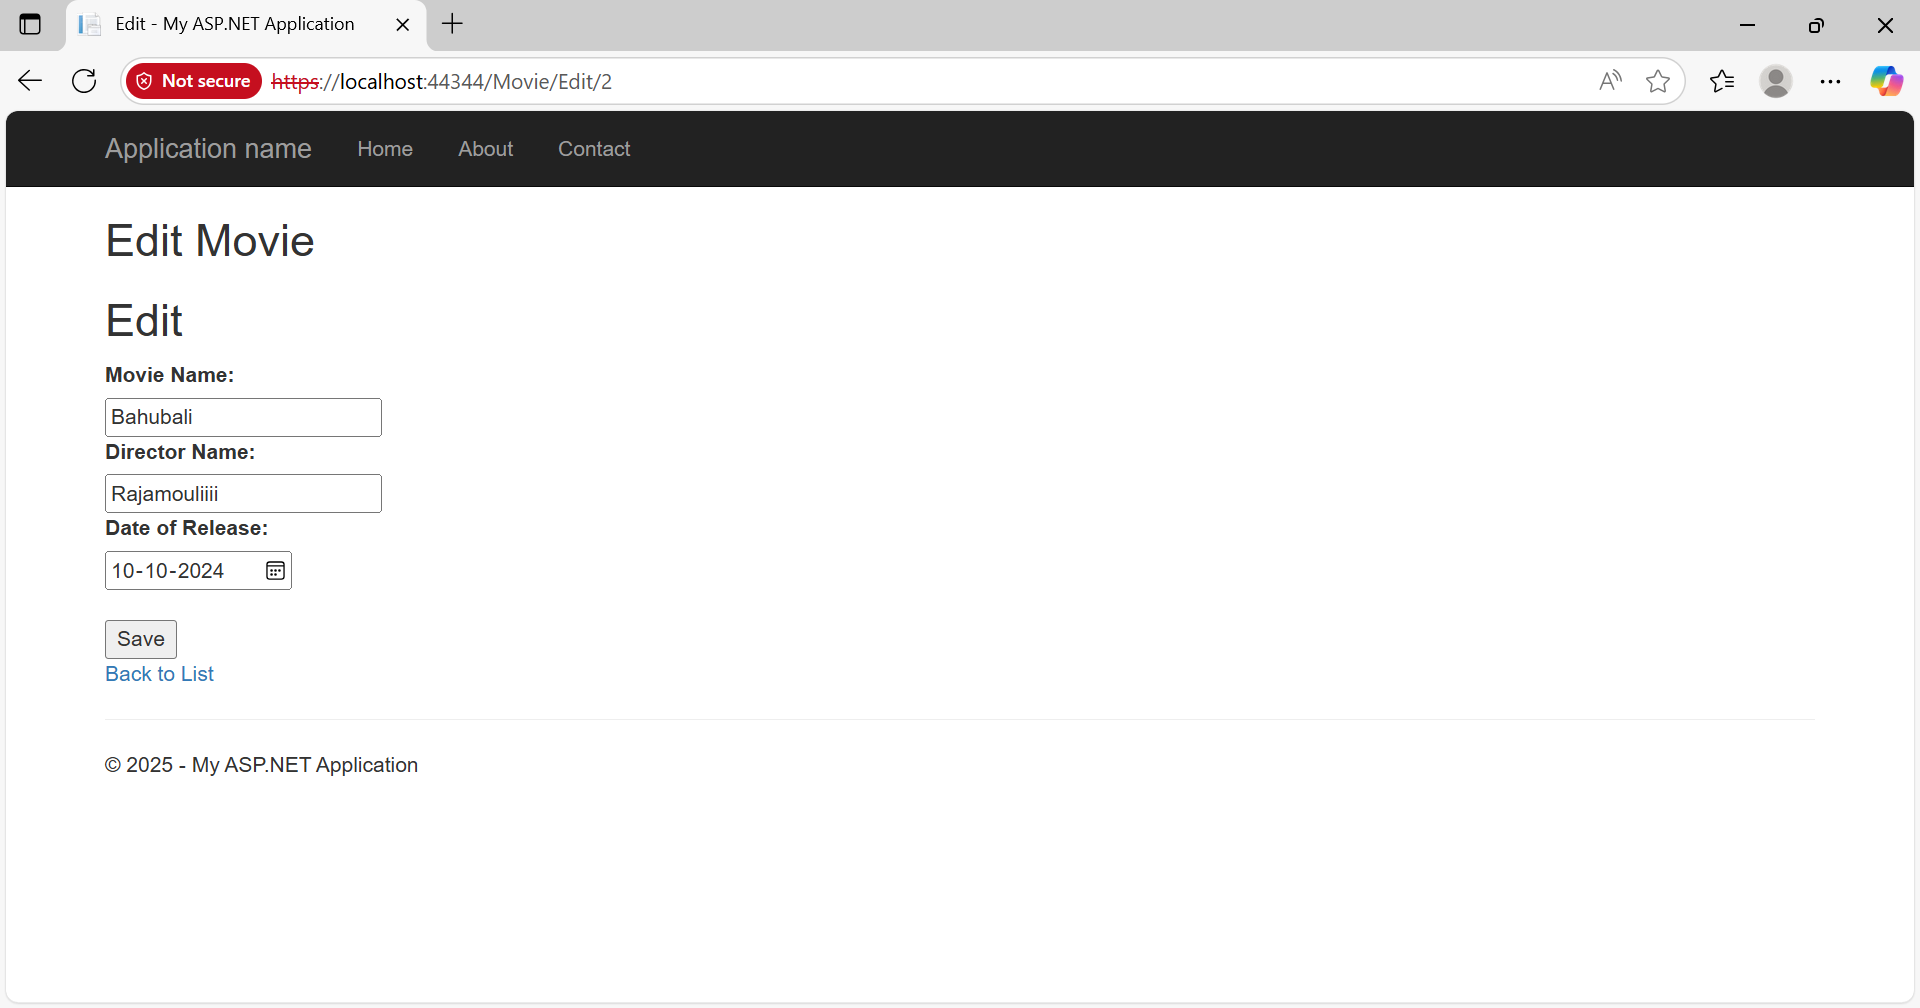 Edit - My ASP.NET Application
Not secure https://localhost:44344/Movie/Edit/2
Application name Home About Contact
Edit Movie
Edit
Movie Name:
Bahubali
Director Name:
Rajamouliiii
Date of Release:
10-10-2024
Save
Back to List
© 2025 - My ASP.NET Application